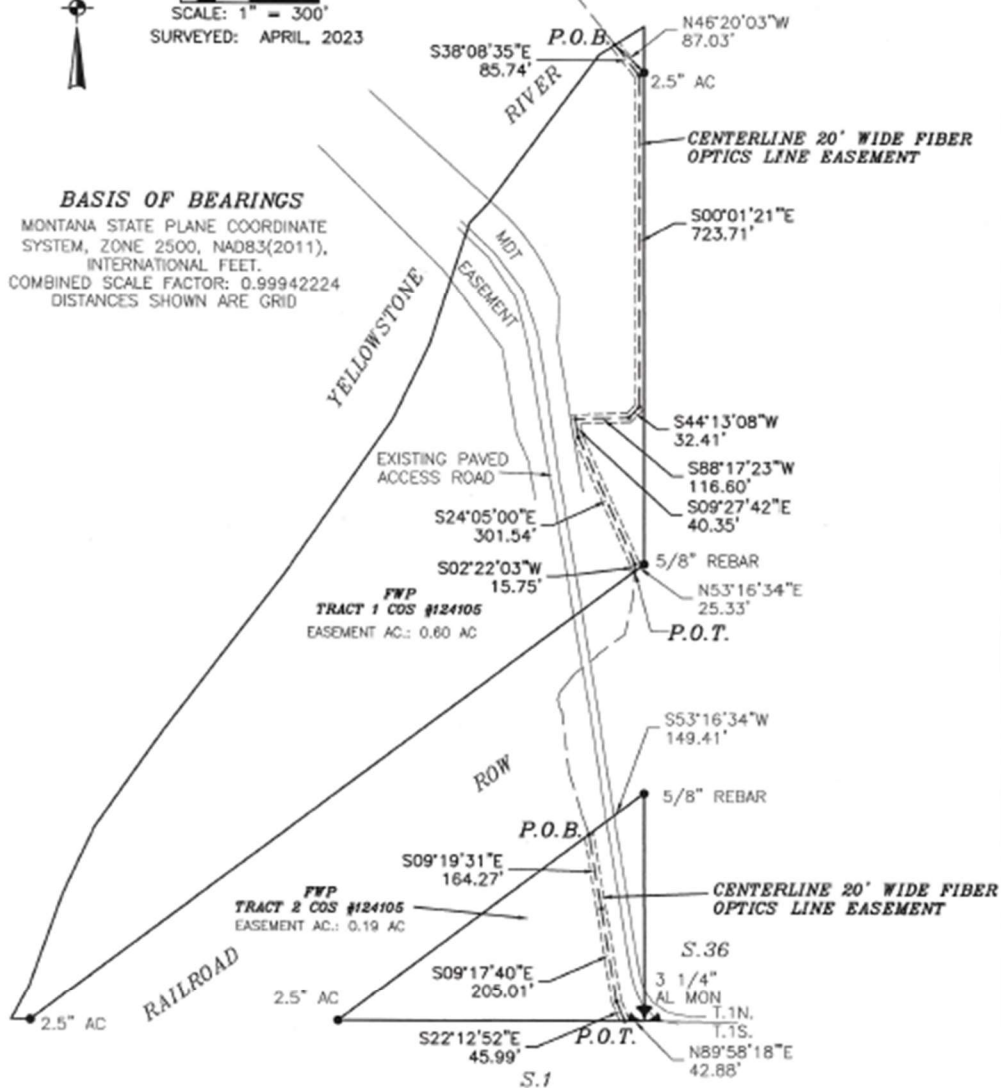 SCALE: 1" = 300'
SURVEYED: APRIL, 2023
P.O.B.
N46°20'03"W
87.03'
S38°08'35"E
85.74'
2.5" AC
RIVER
CENTERLINE 20' WIDE FIBER
OPTICS LINE EASEMENT
BASIS OF BEARINGS
MONTANA STATE PLANE COORDINATE
SYSTEM, ZONE 2500, NAD83(2011),
INTERNATIONAL FEET.
COMBINED SCALE FACTOR: 0.99942224
DISTANCES SHOWN ARE GRID
S00°01'21"E
723.71'
MDT
EASEMENT
YELLOWSTONE
S44°13'08"W
32.41'
EXISTING PAVED
ACCESS ROAD
S88°17'23"W
116.60'
S09°27'42"E
40.35'
S24°05'00"E
301.54'
5/8" REBAR
S02°22'03"W
15.75'
N53°16'34"E
25.33'
FWP
TRACT 1 COS #124105
EASEMENT AC.: 0.60 AC
P.O.T.
S53°16'34"W
149.41'
ROW
5/8" REBAR
P.O.B.
S09°19'31"E
164.27'
FWP
TRACT 2 COS #124105
EASEMENT AC.: 0.19 AC
CENTERLINE 20' WIDE FIBER
OPTICS LINE EASEMENT
S.36
RAILROAD
S09°17'40"E
205.01'
3 1/4"
AL MON
2.5" AC
2.5" AC
T.1N.
T.1S.
S22°12'52"E
45.99'
P.O.T.
N89°58'18"E
42.88'
S.1